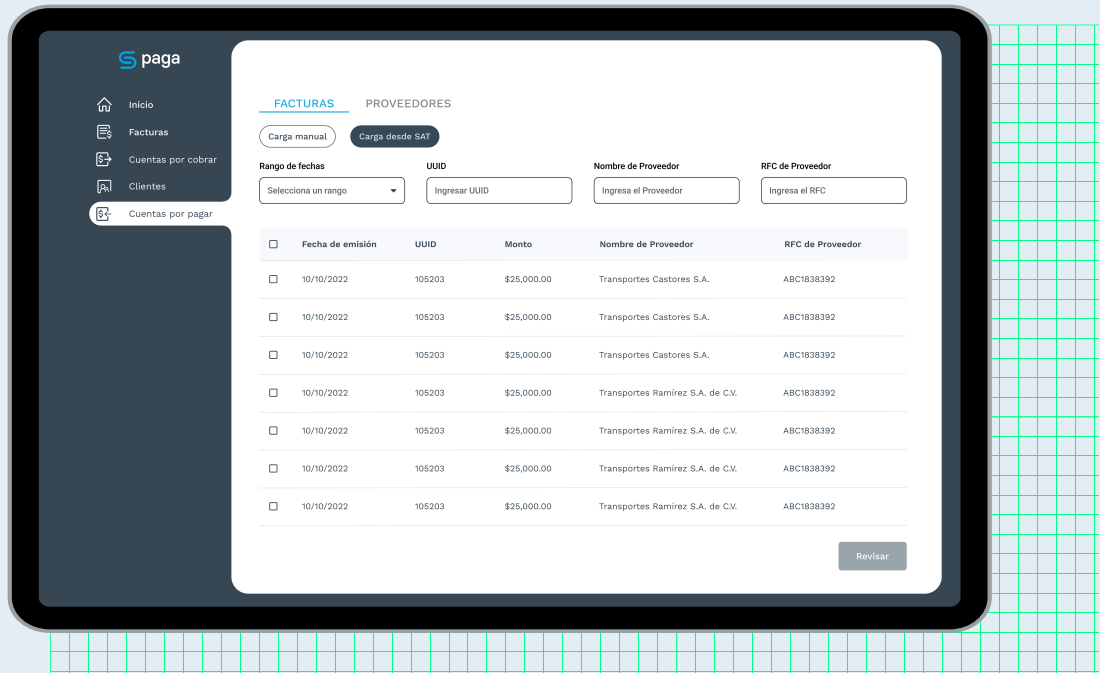 paga
Inicio
Facturas
Cuentas por cobrar
Clientes
Cuentas por pagar
FACTURAS PROVEEDORES
Carga manual Carga desde SAT
Rango de fechas UUID Nombre de Proveedor RFC de Proveedor
Selecciona un rango Ingresar UUID Ingresa el Proveedor Ingresa el RFC
Fecha de emisión UUID Monto Nombre de Proveedor RFC de Proveedor
10/10/2022 105203 $25,000.00 Transportes Castores S.A. ABC1838392
10/10/2022 105203 $25,000.00 Transportes Castores S.A. ABC1838392
10/10/2022 105203 $25,000.00 Transportes Castores S.A. ABC1838392
10/10/2022 105203 $25,000.00 Transportes Ramírez S.A. de C.V. ABC1838392
10/10/2022 105203 $25,000.00 Transportes Ramírez S.A. de C.V. ABC1838392
10/10/2022 105203 $25,000.00 Transportes Ramírez S.A. de C.V. ABC1838392
10/10/2022 105203 $25,000.00 Transportes Ramírez S.A. de C.V. ABC1838392
Revisar